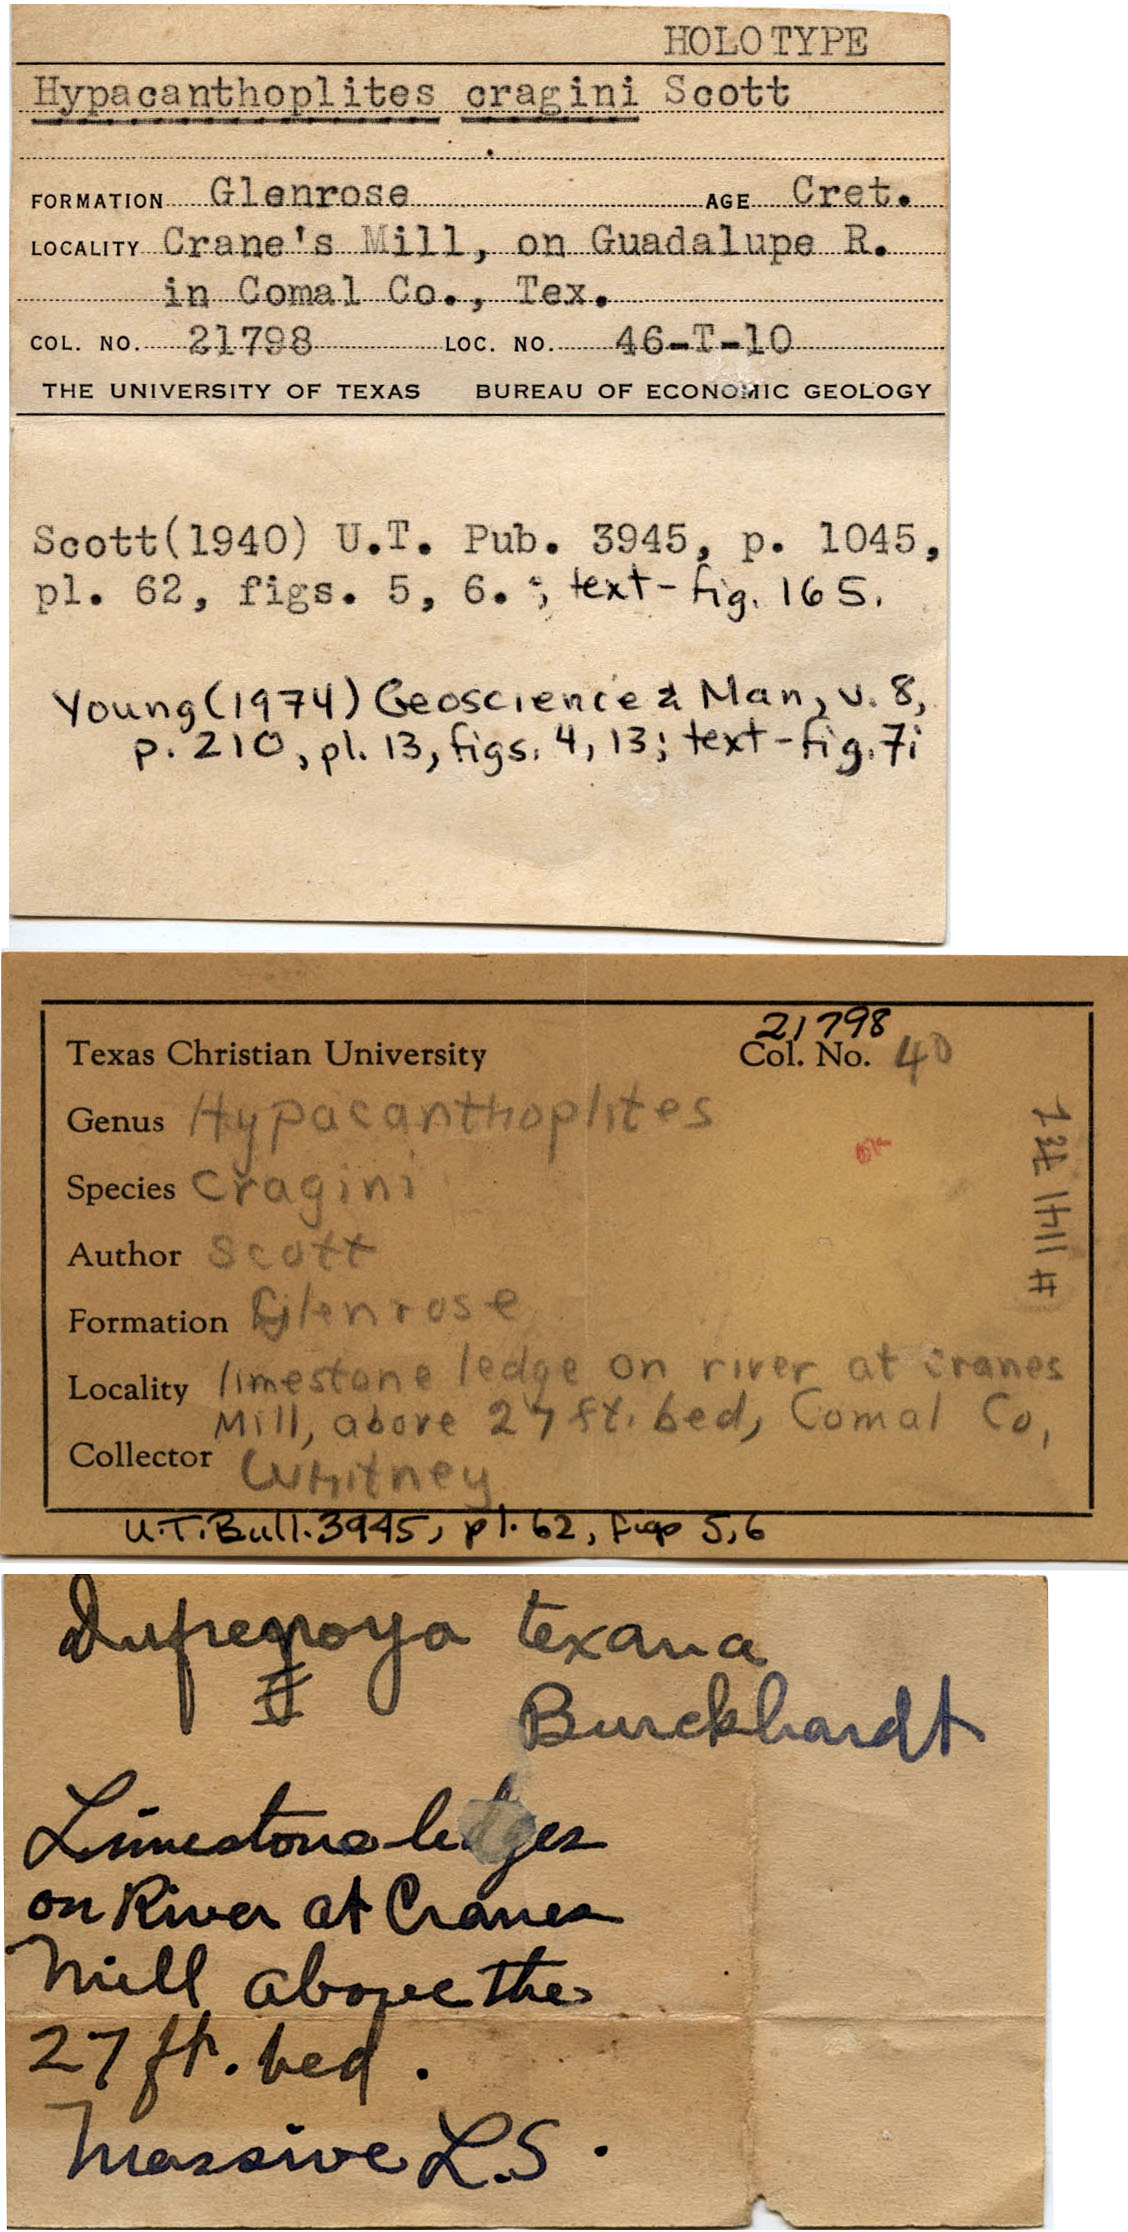 HOLOTYPE
Hypacanthoplites cragini Scott
FORMATION Glenrose AGE Cret.
LOCALITY Crane's Mill, on Guadalupe R.
in Comal Co., Tex.
COL. NO. 21798 LOC. NO. 46-T-10
THE UNIVERSITY OF TEXAS BUREAU OF ECONOMIC GEOLOGY
Scott(1940) U.T. Pub. 3945, p. 1045,
pl. 62, figs. 5, 6. ; text-fig. 165.
Young(1974) Geoscience & Man, v. 8,
p. 210, pl. 13, figs. 4, 13; text-fig. 7i
21798
Texas Christian University Col. No. 40
Genus Hypacanthoplites
Species Cragini
Author Scott
Formation Glenrose
Locality limestone ledge on river at Cranes
Mill, above 27 ft. bed, Comal Co,
Collector Whitney
U.T. Bull. 3945, pl. 62, figs 5,6
Dufrenoya texana
II
Burckhardt
Limestone ledges
on River at Cranes
Mill above the
27 ft. bed.
Massive L.S.